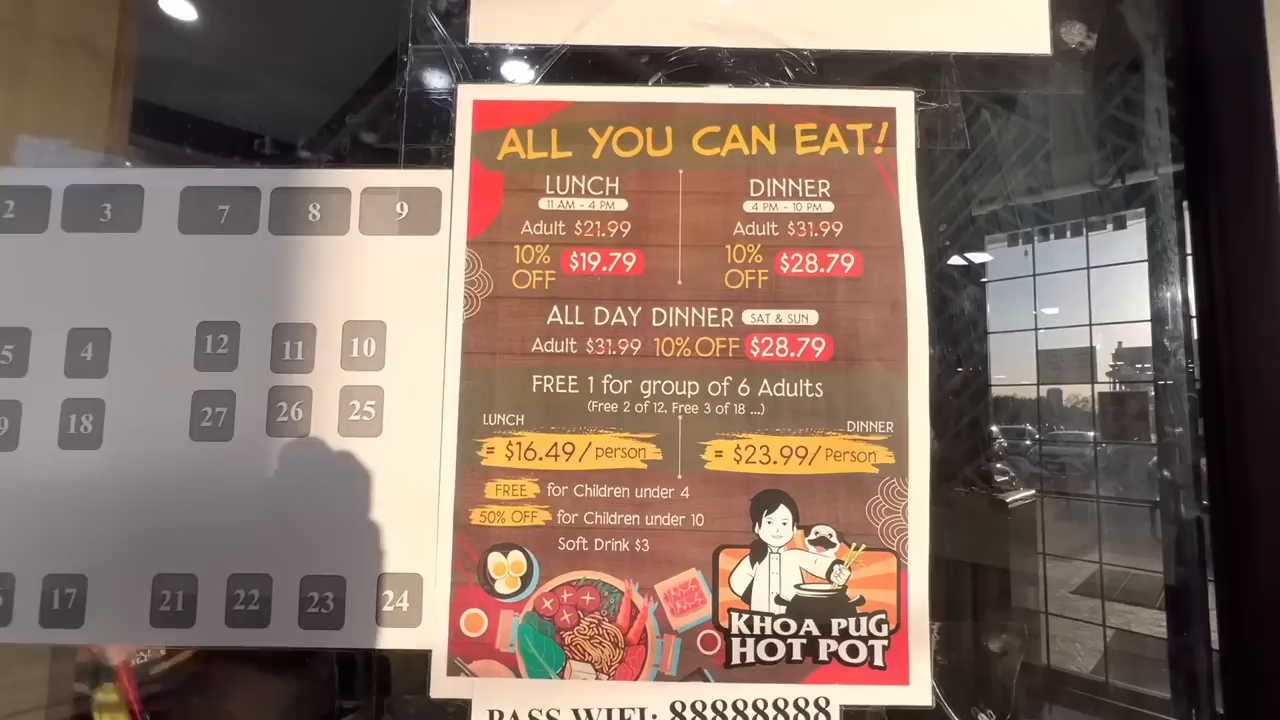 ALL YOU CAN EAT!
LUNCH
11 AM - 4 PM
Adult $21.99
10% OFF $19.79
DINNER
4 PM - 10 PM
Adult $31.99
10% OFF $28.79
ALL DAY DINNER SAT & SUN
Adult $31.99 10% OFF $28.79
FREE 1 for group of 6 Adults
(Free 2 of 12, Free 3 of 18 ...)
LUNCH
= $16.49/person
DINNER
= $23.99/Person
FREE for Children under 4
50% OFF for Children under 10
Soft Drink $3
KHOA PUG
HOT POT
PASS WIFI: 88888888
2 3 7 8 9
5 4 12 11 10
9 18 27 26 25
17 21 22 23 24